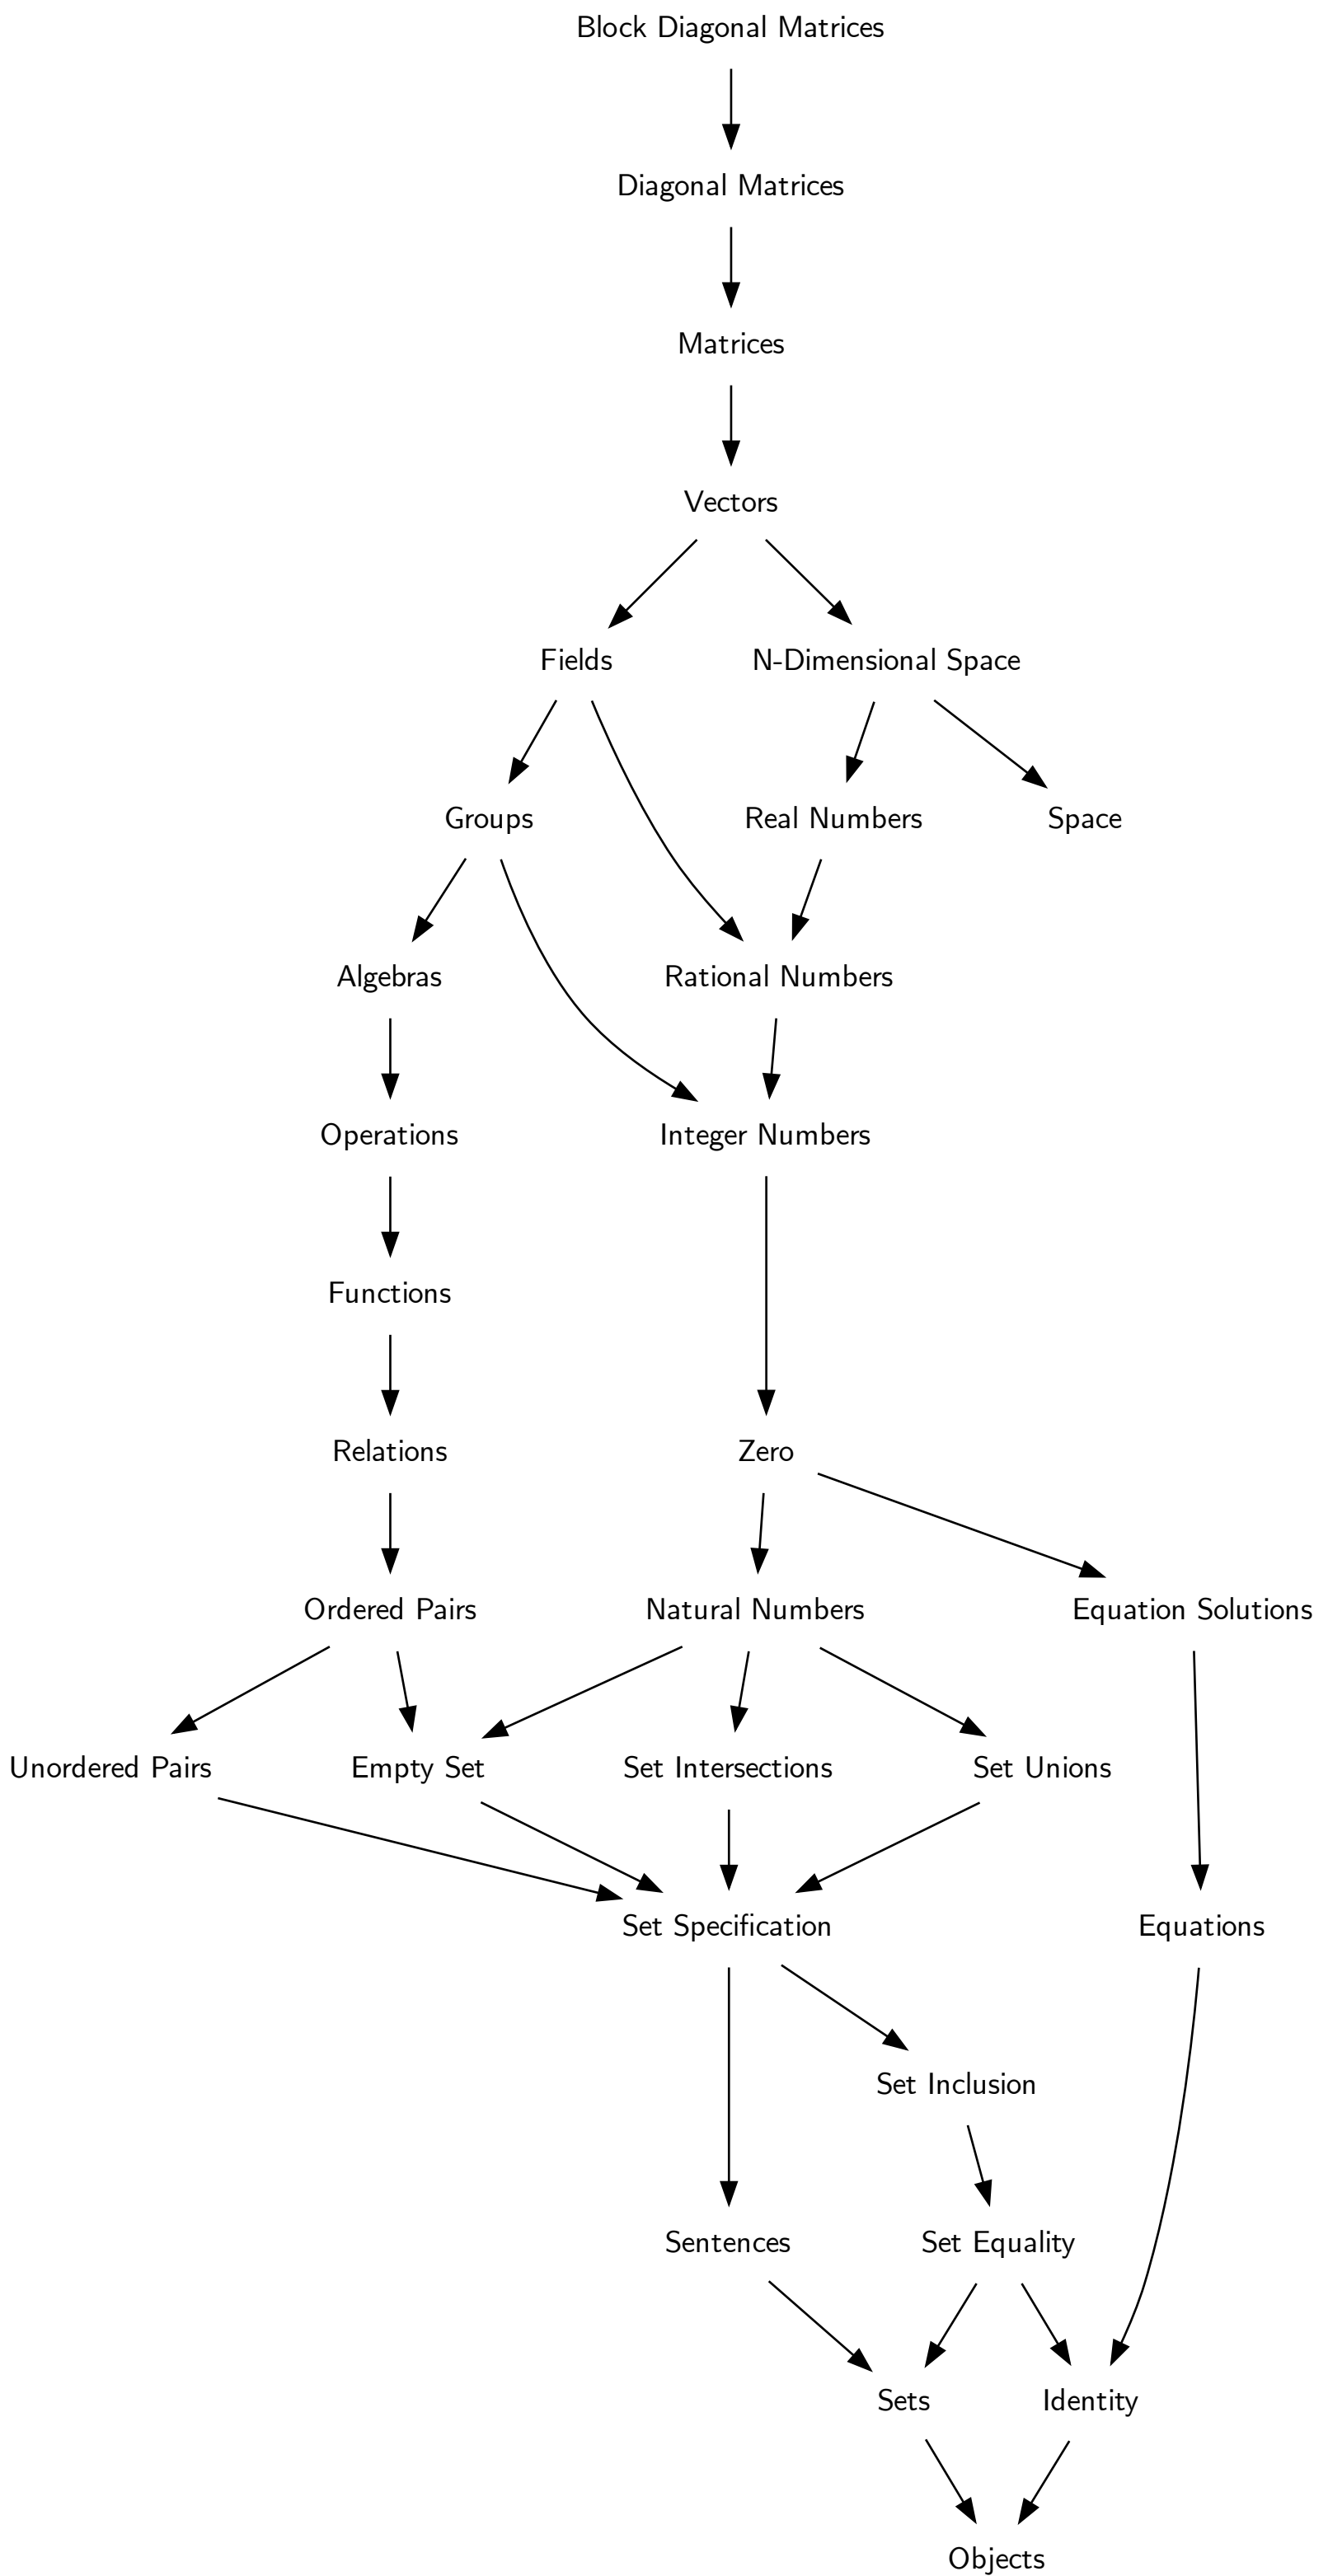 Block Diagonal Matrices
Diagonal Matrices
Matrices
Vectors
Fields
N-Dimensional Space
Groups
Real Numbers
Space
Algebras
Rational Numbers
Operations
Integer Numbers
Functions
Relations
Zero
Ordered Pairs
Natural Numbers
Equation Solutions
Unordered Pairs
Empty Set
Set Intersections
Set Unions
Set Specification
Equations
Set Inclusion
Sentences
Set Equality
Sets
Identity
Objects